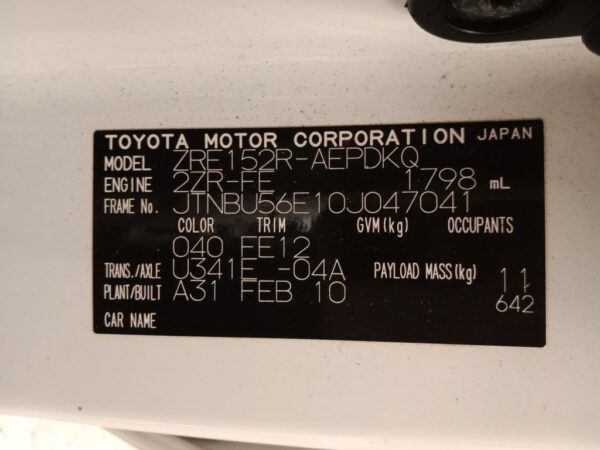 TOYOTA MOTOR CORPORATION JAPAN
MODEL ZRE152R-AEPDKQ
ENGINE 2ZR-FE 1798 mL
FRAME No. JTNBU56E10J047041
COLOR TRIM GVM(kg) OCCUPANTS
040 FE12
TRANS./AXLE U341E -04A PAYLOAD MASS(kg) 11
PLANT/BUILT A31 FEB 10 642
CAR NAME